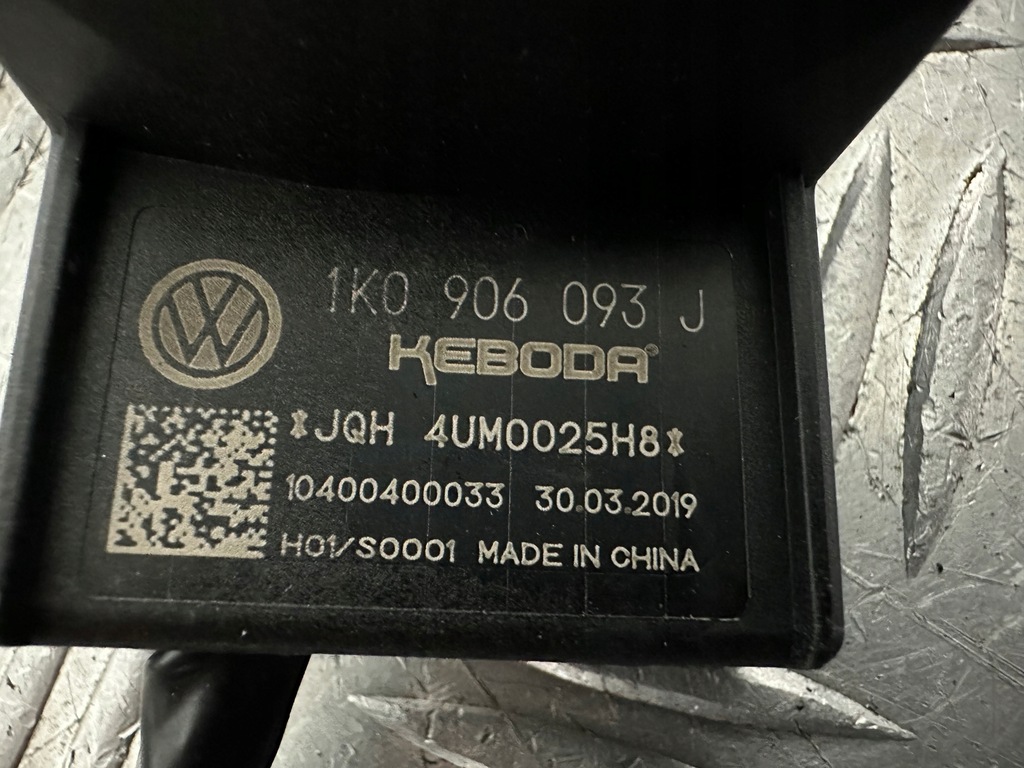 1K0 906 093 J
KEBODA®
*JQH 4UM0025H8*
10400400033 30.03.2019
H01/S0001 MADE IN CHINA